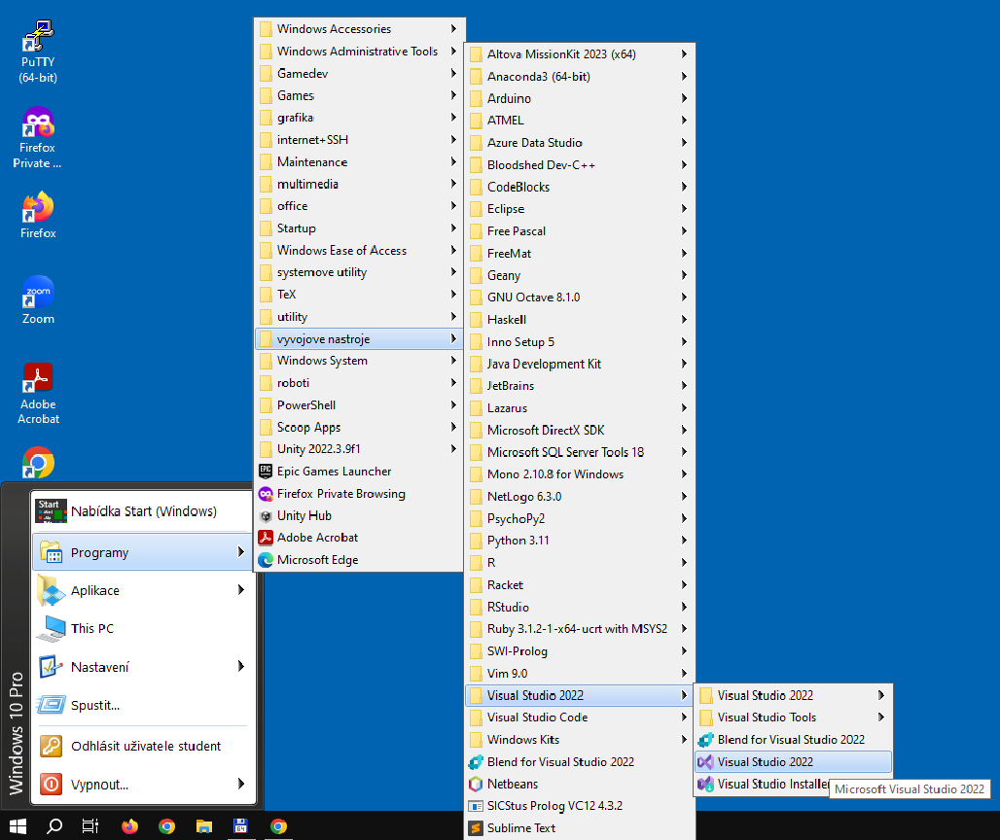 PuTTY
(64-bit)
Firefox
Private ...
Firefox
zoom
Zoom
Adobe
Acrobat
Windows 10 Pro
Start
Nabídka Start (Windows)
Programy
Aplikace
This PC
Nastavení
Spustit...
Odhlásit uživatele student
Vypnout...
Windows Accessories
Windows Administrative Tools
Gamedev
Games
grafika
internet+SSH
Maintenance
multimedia
office
Startup
Windows Ease of Access
systemove utility
TeX
utility
vyvojove nastroje
Windows System
roboti
PowerShell
Scoop Apps
Unity 2022.3.9f1
EPIC
Epic Games Launcher
Firefox Private Browsing
Unity Hub
Adobe Acrobat
Microsoft Edge
Altova MissionKit 2023 (x64)
Anaconda3 (64-bit)
Arduino
ATMEL
Azure Data Studio
Bloodshed Dev-C++
CodeBlocks
Eclipse
Free Pascal
FreeMat
Geany
GNU Octave 8.1.0
Haskell
Inno Setup 5
Java Development Kit
JetBrains
Lazarus
Microsoft DirectX SDK
Microsoft SQL Server Tools 18
Mono 2.10.8 for Windows
NetLogo 6.3.0
PsychoPy2
Python 3.11
R
Racket
RStudio
Ruby 3.1.2-1-x64-ucrt with MSYS2
SWI-Prolog
Vim 9.0
Visual Studio 2022
Visual Studio Code
Windows Kits
Blend for Visual Studio 2022
Netbeans
SICStus Prolog VC12 4.3.2
Sublime Text
Visual Studio 2022
Visual Studio Tools
Blend for Visual Studio 2022
Visual Studio 2022
Visual Studio Installer
Microsoft Visual Studio 2022
64